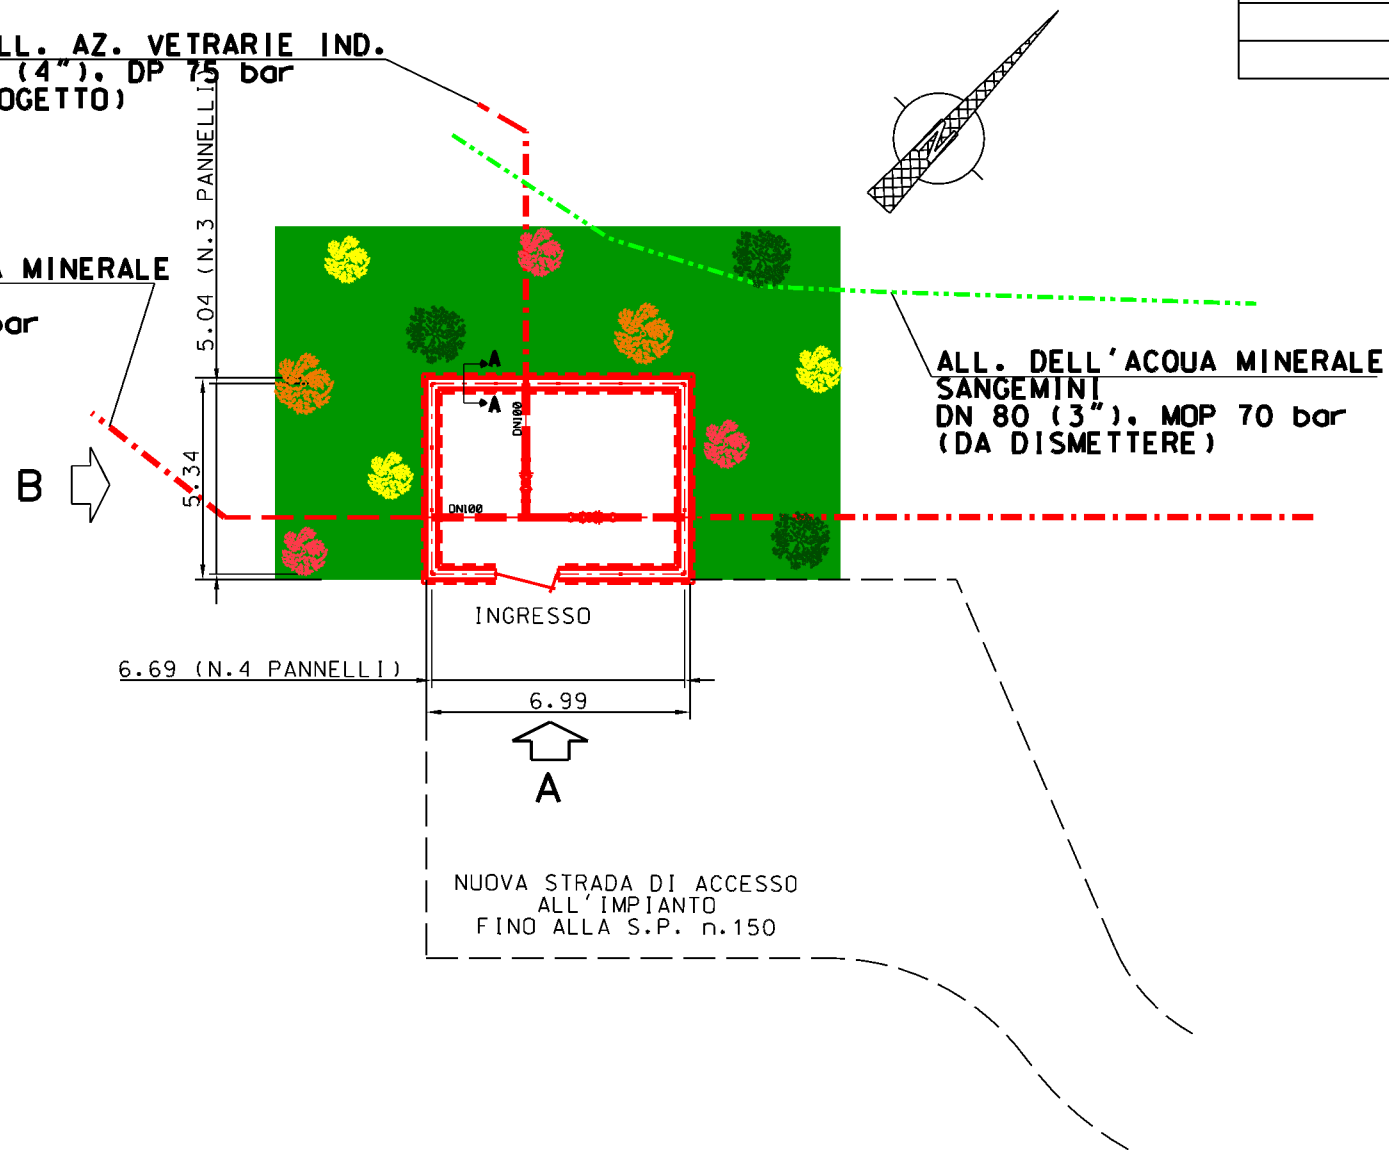 LL. AZ. VETRARIE IND.
(4"). DP 75 bar
OGETTO)
5.04 (N.3 PANNELLI)
A MINERALE
bar
ALL. DELL'ACQUA MINERALE
SANGEMINI
DN 80 (3"). MOP 70 bar
(DA DISMETTERE)
A
A
DN100
5.34
B
DN100
INGRESSO
6.69 (N.4 PANNELLI)
6.99
A
NUOVA STRADA DI ACCESSO
ALL'IMPIANTO
FINO ALLA S.P. n.150